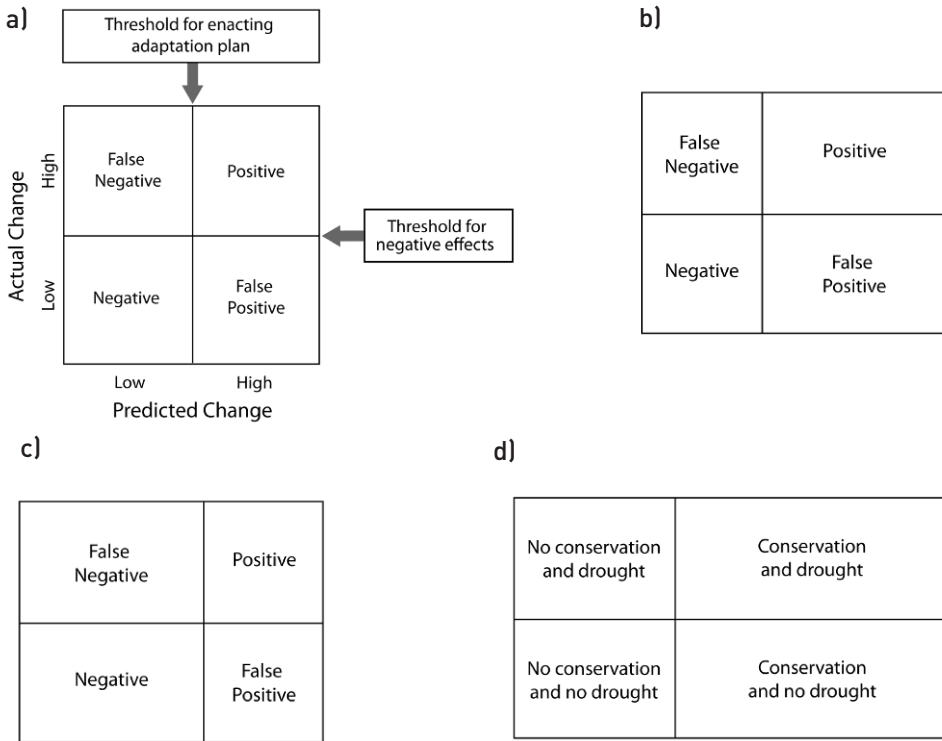 a)
Threshold for enacting
adaptation plan
Actual Change
High
Low
False
Negative
Positive
Negative
False
Positive
Threshold for
negative effects
Low
High
Predicted Change
b)
False
Negative
Positive
Negative
False
Positive
c)
False
Negative
Positive
Negative
False
Positive
d)
No conservation
and drought
Conservation
and drought
No conservation
and no drought
Conservation
and no drought